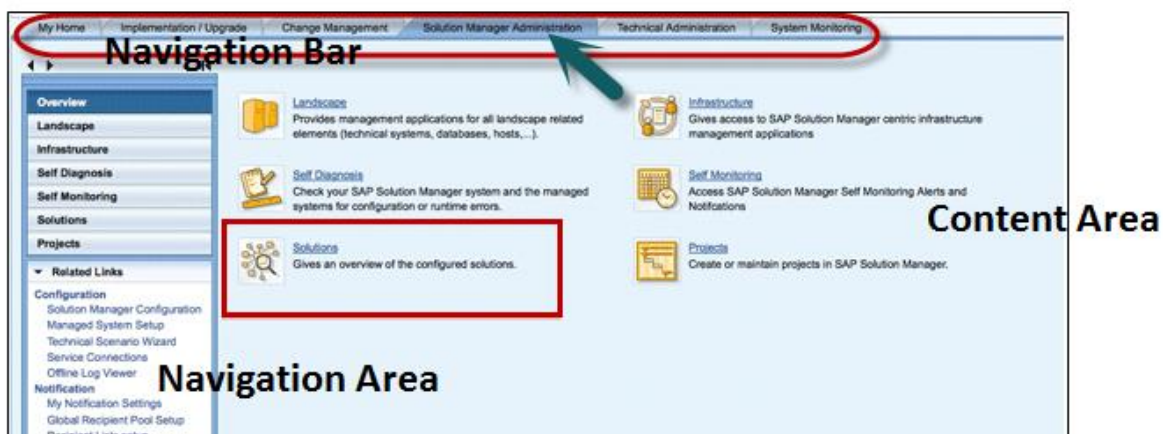 My Home Implementation / Upgrade Change Management Solution Manager Administration Technical Administration System Monitoring
Navigation Bar
Overview
Landscape
Infrastructure
Self Diagnosis
Self Monitoring
Solutions
Projects
Related Links
Configuration
Solution Manager Configuration
Managed System Setup
Technical Scenario Wizard
Service Connections
Offline Log Viewer
Notification
My Notification Settings
Global Recipient Pool Setup
Landscape
Provides management applications for all landscape related
elements (technical systems, databases, hosts,...).
Infrastructure
Gives access to SAP Solution Manager centric infrastructure
management applications
Self Diagnosis
Check your SAP Solution Manager system and the managed
systems for configuration or runtime errors.
Self Monitoring
Access SAP Solution Manager Self Monitoring Alerts and
Notifcations
Solutions
Gives an overview of the configured solutions.
Projects
Create or maintain projects in SAP Solution Manager.
Content Area
Navigation Area